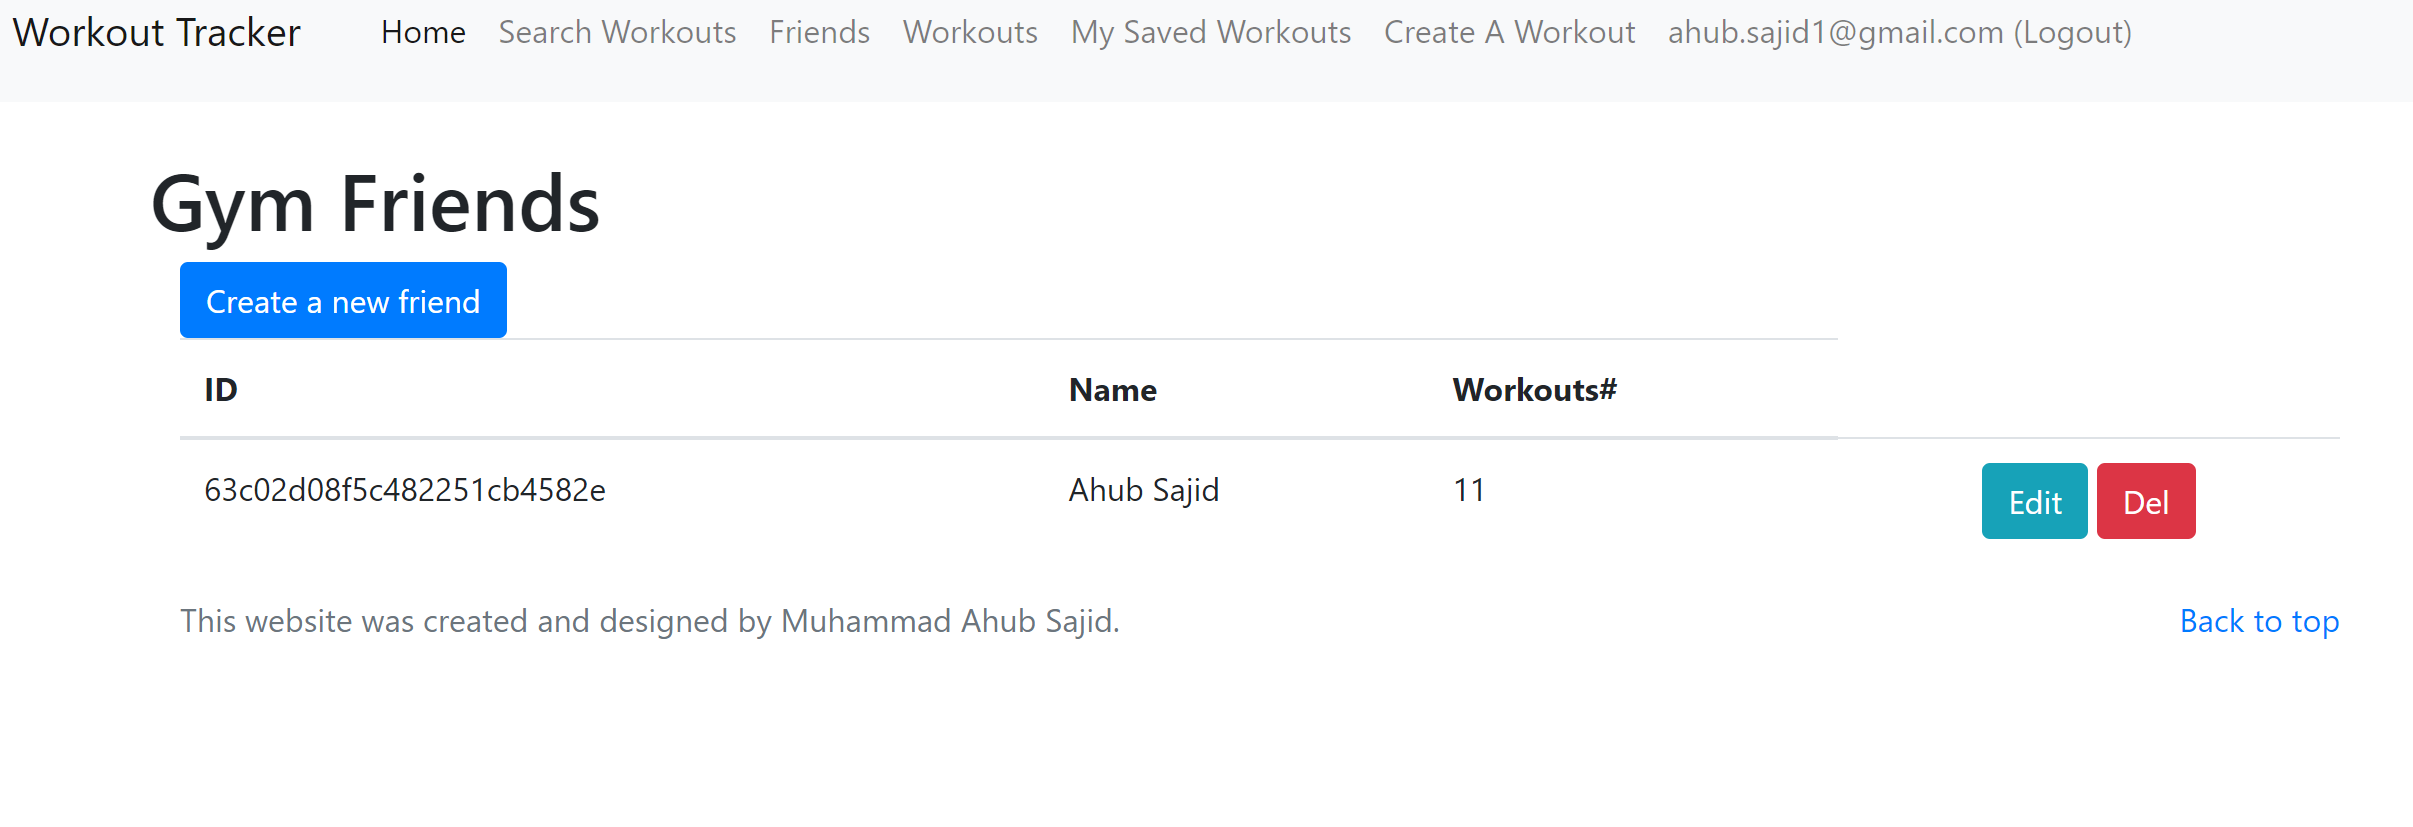 Workout Tracker Home Search Workouts Friends Workouts My Saved Workouts Create A Workout ahub.sajid1@gmail.com (Logout)
Gym Friends
Create a new friend
ID Name Workouts#
63c02d08f5c482251cb4582e Ahub Sajid 11 Edit Del
This website was created and designed by Muhammad Ahub Sajid. Back to top